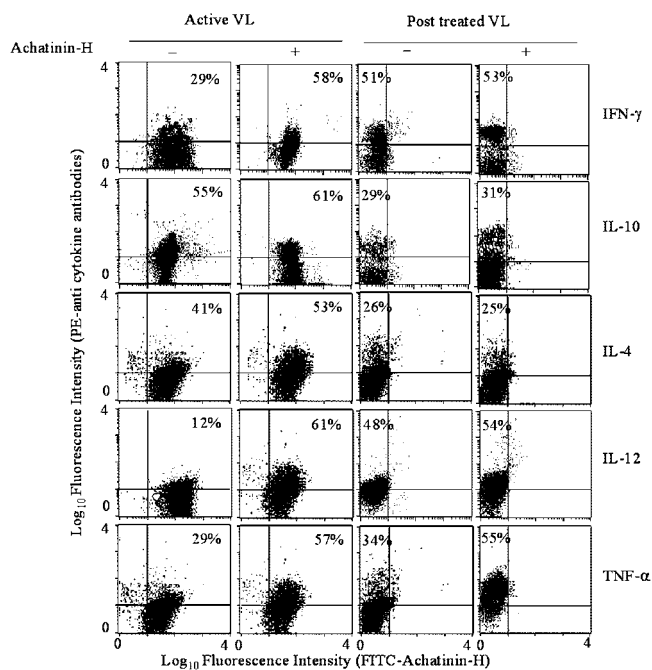 Active VL Post treated VL
Achatinin-H − + − +
4 29% 58% 51% 53% IFN-γ
0
4 55% 61% 29% 31% IL-10
0
4 41% 53% 26% 25% IL-4
0
4 12% 61% 48% 54% IL-12
0
4 29% 57% 34% 55% TNF-α
0
0 4 0 4 0 4 0 4
Log10 Fluorescence Intensity (PE-anti cytokine antibodies)
Log10 Fluorescence Intensity (FITC-Achatinin-H)